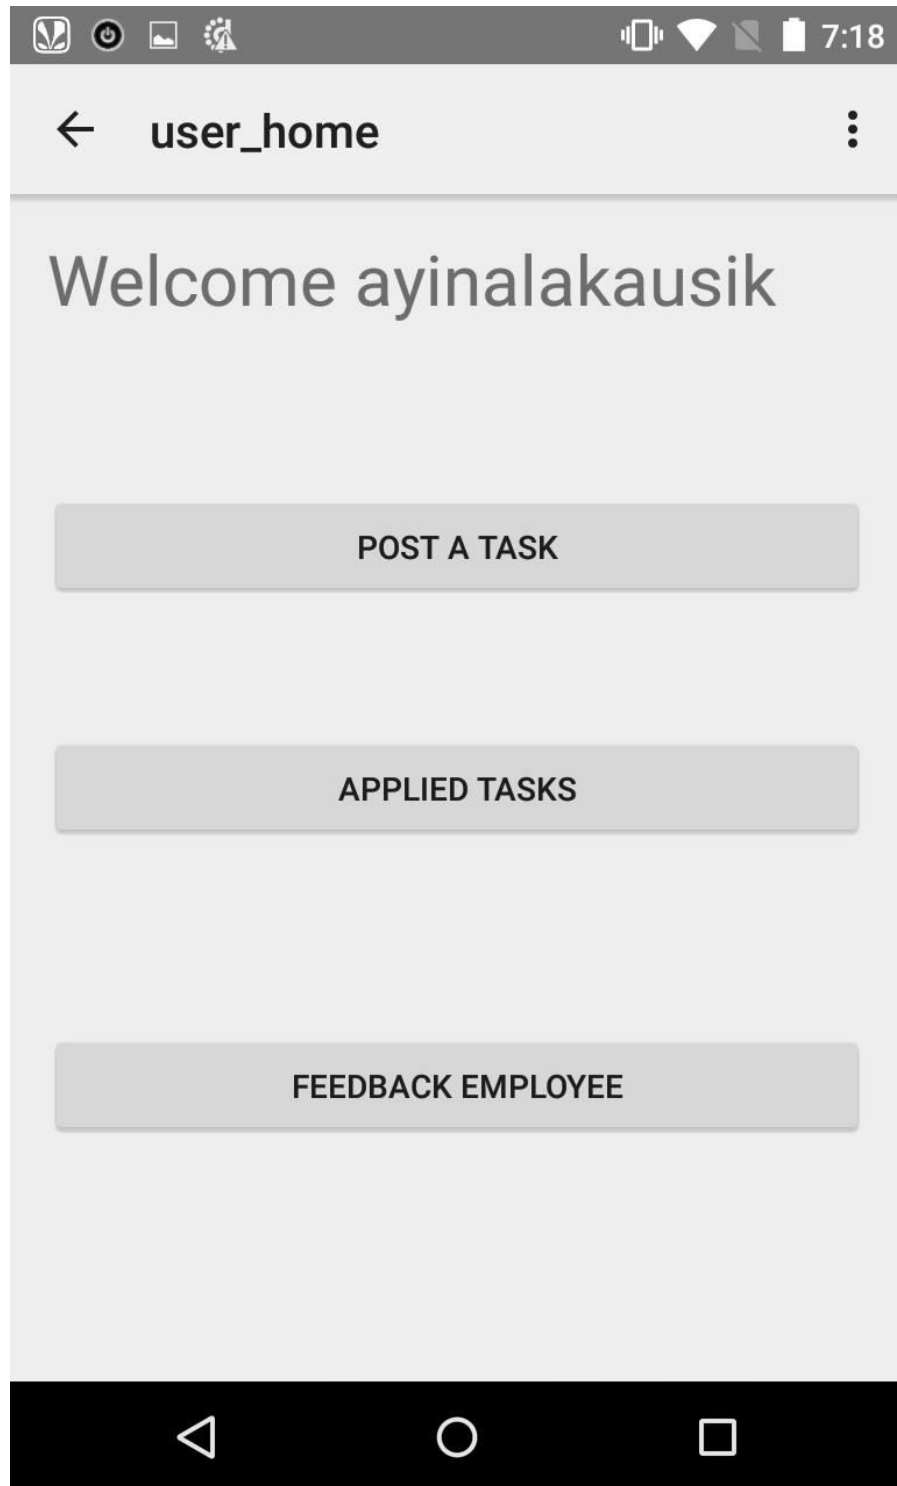 7:18
user_home
Welcome ayinalakausik
POST A TASK
APPLIED TASKS
FEEDBACK EMPLOYEE